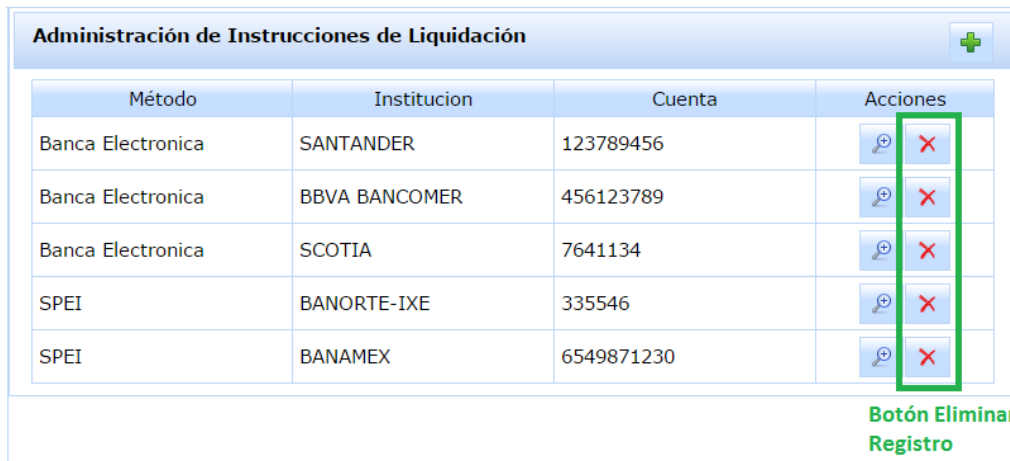 Administración de Instrucciones de Liquidación
Método Institucion Cuenta Acciones
Banca Electronica SANTANDER 123789456
Banca Electronica BBVA BANCOMER 456123789
Banca Electronica SCOTIA 7641134
SPEI BANORTE-IXE 335546
SPEI BANAMEX 6549871230
Botón Eliminar
Registro